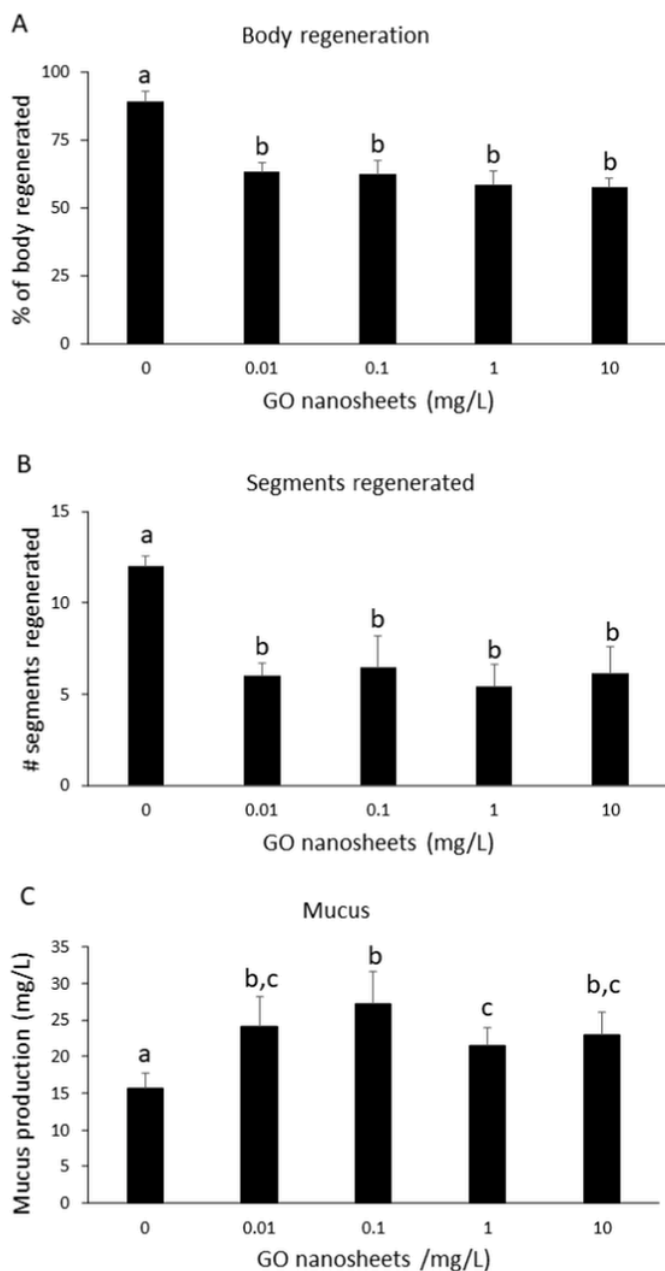 A
Body regeneration
% of body regenerated
100
75
50
25
0
a
b
b
b
b
0 0.01 0.1 1 10
GO nanosheets (mg/L)
B
Segments regenerated
# segments regenerated
15
10
5
0
a
b
b
b
b
0 0.01 0.1 1 10
GO nanosheets (mg/L)
C
Mucus
Mucus production (mg/L)
35
30
25
20
15
10
5
0
a
b,c
b
c
b,c
0 0.01 0.1 1 10
GO nanosheets /mg/L)